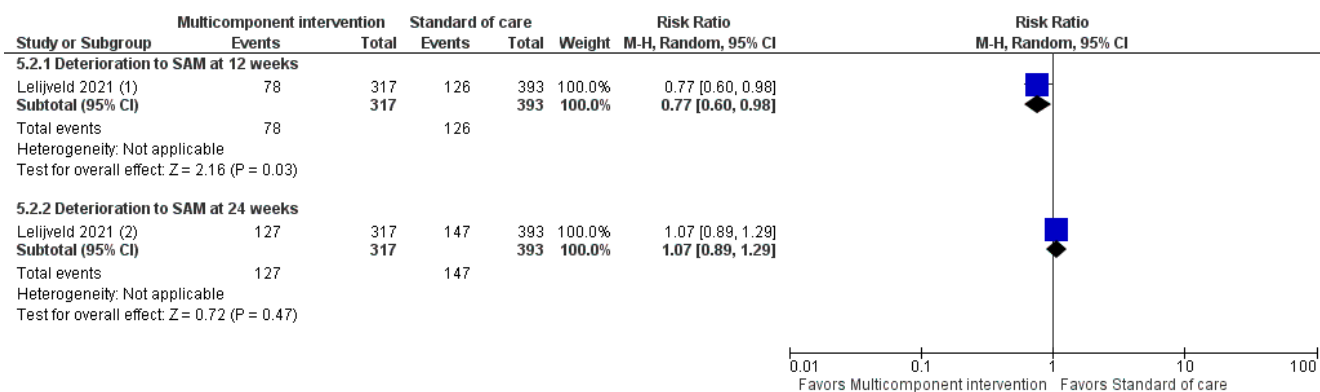 Multicomponent intervention Standard of care Risk Ratio Risk Ratio
Study or Subgroup Events Total Events Total Weight M-H, Random, 95% CI M-H, Random, 95% CI
5.2.1 Deterioration to SAM at 12 weeks
Lelijveld 2021 (1) 78 317 126 393 100.0% 0.77 [0.60, 0.98]
Subtotal (95% CI) 317 393 100.0% 0.77 [0.60, 0.98]
Total events 78 126
Heterogeneity: Not applicable
Test for overall effect: Z = 2.16 (P = 0.03)
5.2.2 Deterioration to SAM at 24 weeks
Lelijveld 2021 (2) 127 317 147 393 100.0% 1.07 [0.89, 1.29]
Subtotal (95% CI) 317 393 100.0% 1.07 [0.89, 1.29]
Total events 127 147
Heterogeneity: Not applicable
Test for overall effect: Z = 0.72 (P = 0.47)
0.01 0.1 1 10 100
Favors Multicomponent intervention Favors Standard of care